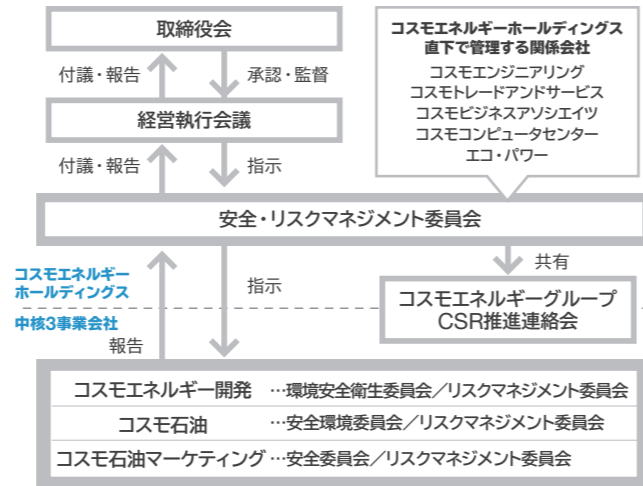 取締役会
付議・報告
承認・監督
経営執行会議
付議・報告
指示
コスモエネルギーホールディングス
直下で管理する関係会社
コスモエンジニアリング
コスモトレードアンドサービス
コスモビジネスアソシエイツ
コスモコンピュータセンター
エコ・パワー
安全・リスクマネジメント委員会
コスモエネルギー
ホールディングス
中核3事業会社
報告
指示
共有
コスモエネルギーグループ
CSR推進連絡会
コスモエネルギー開発 …環境安全衛生委員会／リスクマネジメント委員会
コスモ石油 …安全環境委員会／リスクマネジメント委員会
コスモ石油マーケティング …安全委員会／リスクマネジメント委員会